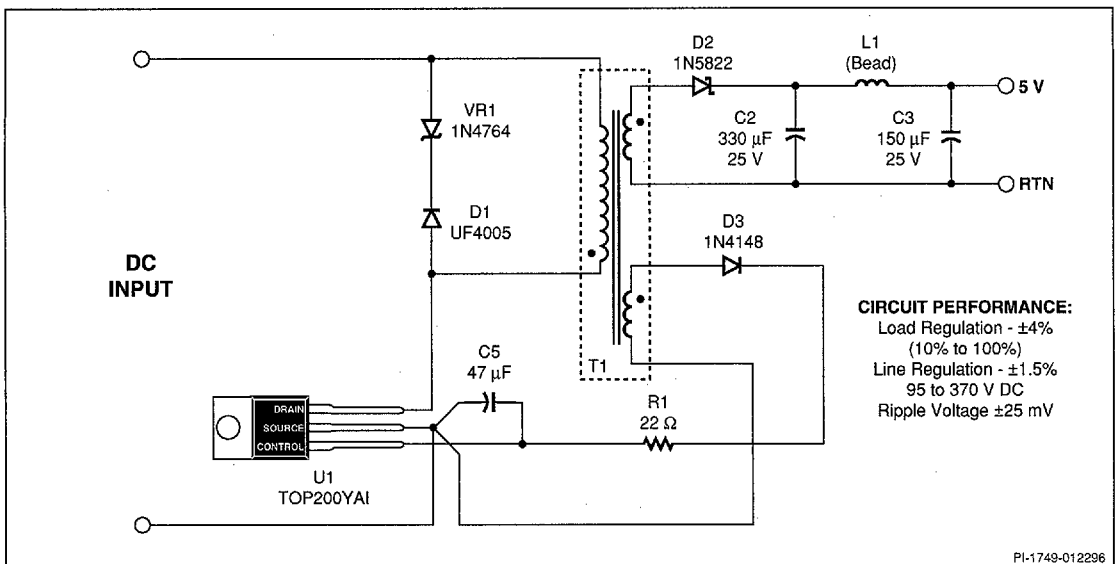 D2
1N5822
L1
(Bead)
5 V
VR1
1N4764
C2
330 µF
25 V
C3
150 µF
25 V
RTN
D1
UF4005
D3
1N4148
DC
INPUT
CIRCUIT PERFORMANCE:
Load Regulation - ±4%
(10% to 100%)
Line Regulation - ±1.5%
95 to 370 V DC
Ripple Voltage ±25 mV
C5
47 µF
T1
R1
22 Ω
DRAIN
SOURCE
CONTROL
U1
TOP200YAI
PI-1749-012296